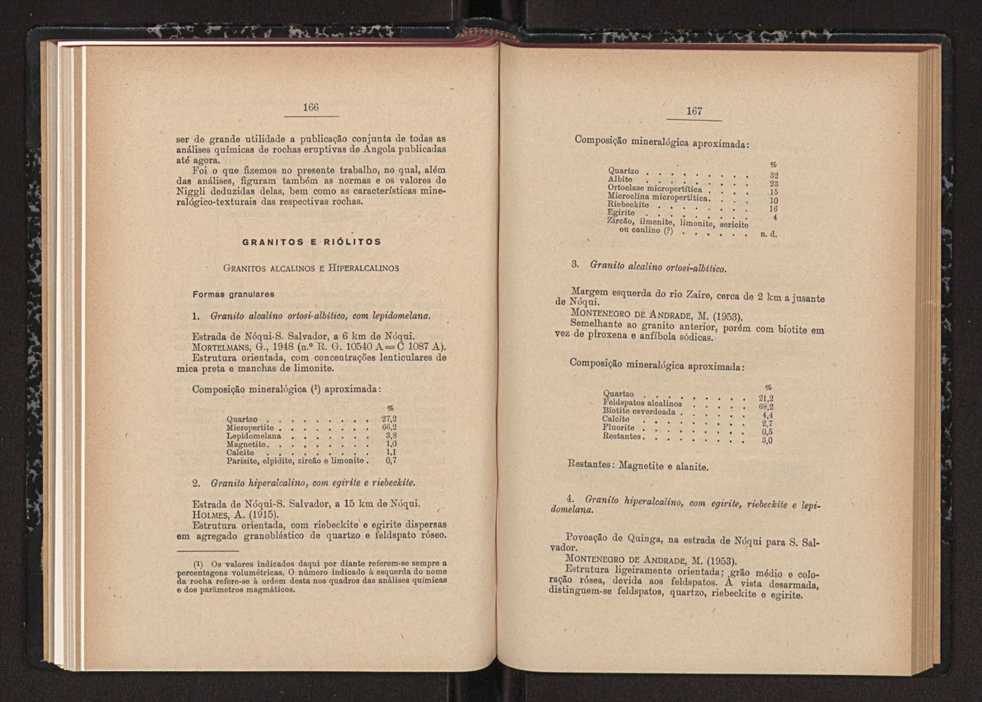 166
ser de grande utilidade a publicação conjunta de todas as
análises químicas de rochas eruptivas de Angola publicadas
até agora.
Foi o que fizemos no presente trabalho, no qual, além
das análises, figuram também as normas e os valores de
Niggli deduzidas delas, bem como as características mine-
ralógico-texturais das respectivas rochas.
GRANITOS E RIÓLITOS
GRANITOS ALCALINOS E HIPERALCALINOS
Formas granulares
1. Granito alcalino ortosi-albítico, com lepidomelana.
Estrada de Nóqui-S. Salvador, a 6 km de Nóqui.
MORTELMANS, G., 1948 (n.º R. G. 10540 A = C 1087 A).
Estrutura orientada, com concentrações lenticulares de
mica preta e manchas de limonite.
Composição mineralógica (¹) aproximada:
%
Quartzo . . . . . . . . 27,2
Micropertite . . . . . . . 66,2
Lepidomelana . . . . . . . 3,8
Magnetite. . . . . . . . 1,0
Calcite . . . . . . . . 1,1
Parisite, elpidite, zircão e limonite . 0,7
2. Granito hiperalcalino, com egirite e riebeckite.
Estrada de Nóqui-S. Salvador, a 15 km de Nóqui.
HOLMES, A. (1915).
Estrutura orientada, com riebeckite e egirite dispersas
em agregado granoblástico de quartzo e feldspato róseo.
(¹) Os valores indicados daqui por diante referem-se sempre a
percentagens volumétricas. O número indicado à esquerda do nome
da rocha refere-se à ordem desta nos quadros das análises químicas
e dos parâmetros magmáticos.
167
Composição mineralógica aproximada:
%
Quartzo . . . . . . . . 32
Albite . . . . . . . . 23
Ortoclase micropertítica . . . . 15
Microclina micropertítica. . . . 10
Riebeckite . . . . . . . 16
Egirite . . . . . . . . 4
Zircão, ilmenite, limonite, sericite
ou caulino (?) . . . . . . n. d.
3. Granito alcalino ortosi-albítico.
Margem esquerda do rio Zaire, cerca de 2 km a jusante
de Nóqui.
MONTENEGRO DE ANDRADE, M. (1953).
Semelhante ao granito anterior, porém com biotite em
vez de piroxena e anfíbola sódicas.
Composição mineralógica aproximada:
%
Quartzo . . . . . . . . 21,2
Feldspatos alcalinos . . . . . 68,2
Biotite esverdeada . . . . . 4,4
Calcite . . . . . . . . 2,7
Fluorite . . . . . . . . 0,5
Restantes. . . . . . . . 3,0
Restantes: Magnetite e alanite.
4. Granito hiperalcalino, com egirite, riebeckite e lepi-
domelana.
Povoação de Quinga, na estrada de Nóqui para S. Sal-
vador.
MONTENEGRO DE ANDRADE, M. (1953).
Estrutura ligeiramente orientada; grão médio e colo-
ração rósea, devida aos feldspatos. À vista desarmada,
distinguem-se feldspatos, quartzo, riebeckite e egirite.